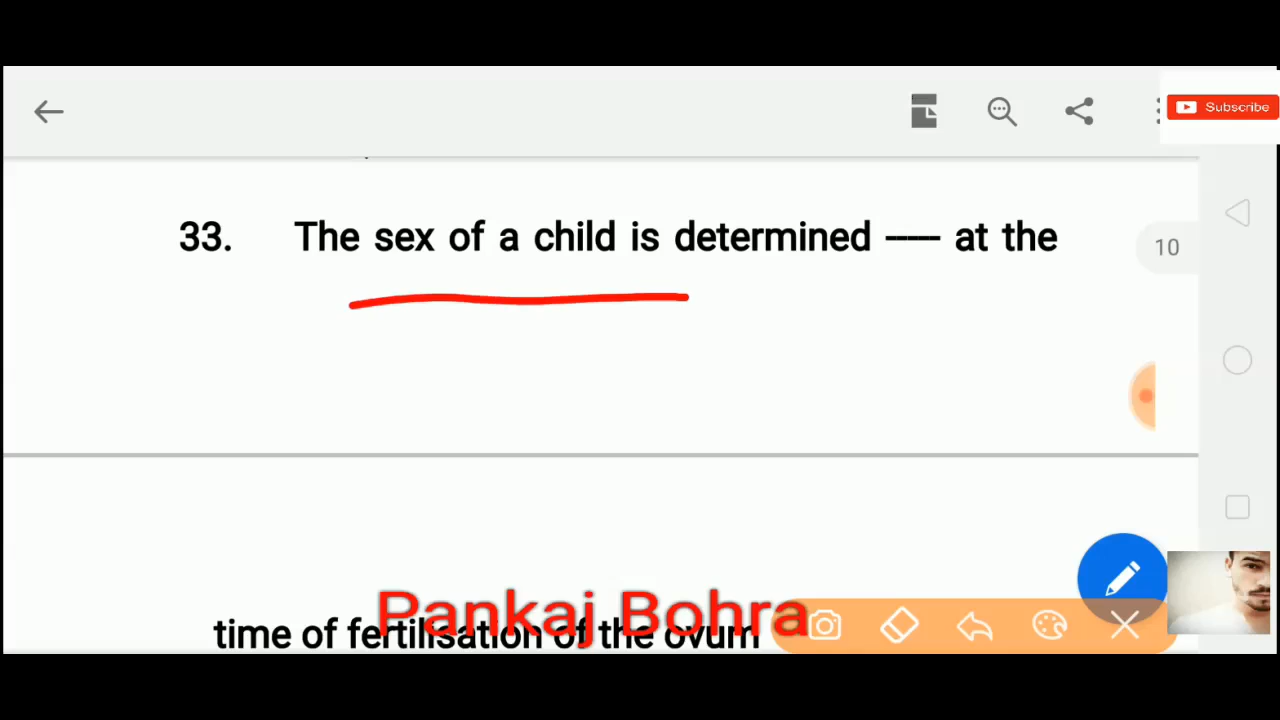 Subscribe
33. The sex of a child is determined ----- at the
10
Pankaj Bohra
time of fertilisation of the ovum